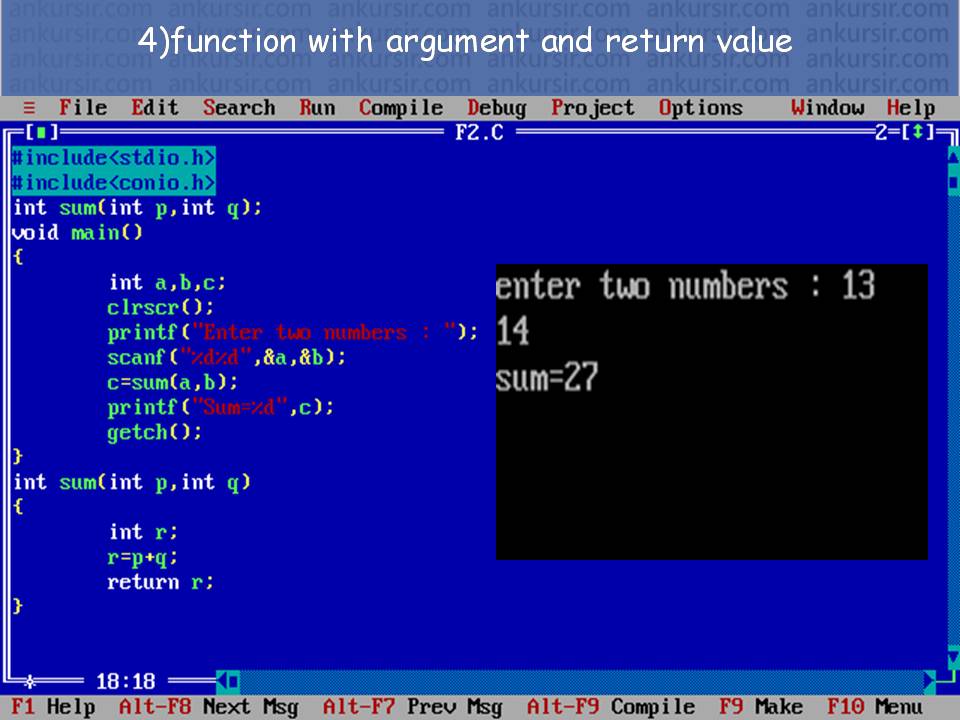 ankursir.com ankursir.com ankursir.com ankursir.com ankursir.com ankursir.com
4)function with argument and return value
≡ File Edit Search Run Compile Debug Project Options Window Help
[■] F2.C 2=[↕]
#include<stdio.h>
#include<conio.h>
int sum(int p,int q);
void main()
{
int a,b,c;
clrscr();
printf("Enter two numbers : ");
scanf("%d%d",&a,&b);
c=sum(a,b);
printf("Sum=%d",c);
getch();
}
int sum(int p,int q)
{
int r;
r=p+q;
return r;
}
enter two numbers : 13
14
sum=27
18:18
F1 Help Alt-F8 Next Msg Alt-F7 Prev Msg Alt-F9 Compile F9 Make F10 Menu